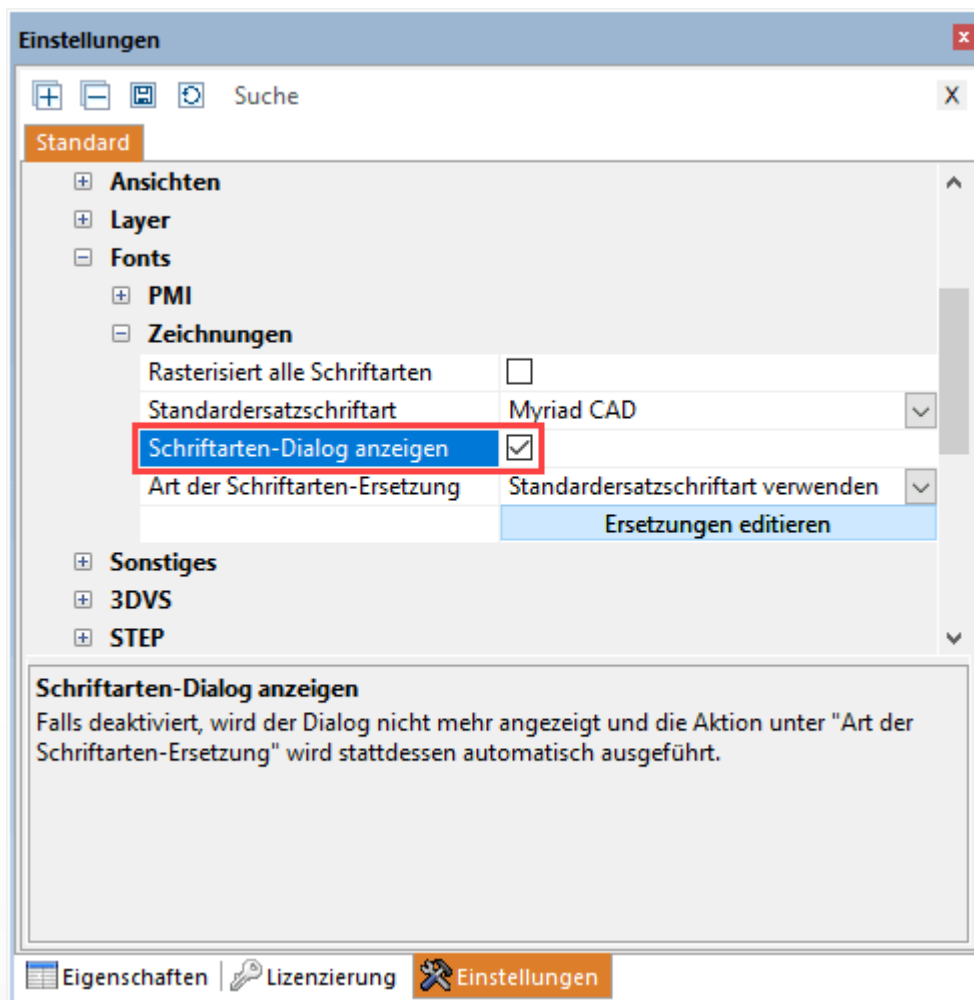 Einstellungen x
Suche X
Standard
Ansichten
Layer
Fonts
PMI
Zeichnungen
Rasterisiert alle Schriftarten
Standardersatzschriftart Myriad CAD
Schriftarten-Dialog anzeigen
Art der Schriftarten-Ersetzung Standardersatzschriftart verwenden
Ersetzungen editieren
Sonstiges
3DVS
STEP
Schriftarten-Dialog anzeigen
Falls deaktiviert, wird der Dialog nicht mehr angezeigt und die Aktion unter "Art der
Schriftarten-Ersetzung" wird stattdessen automatisch ausgeführt.
Eigenschaften Lizenzierung Einstellungen